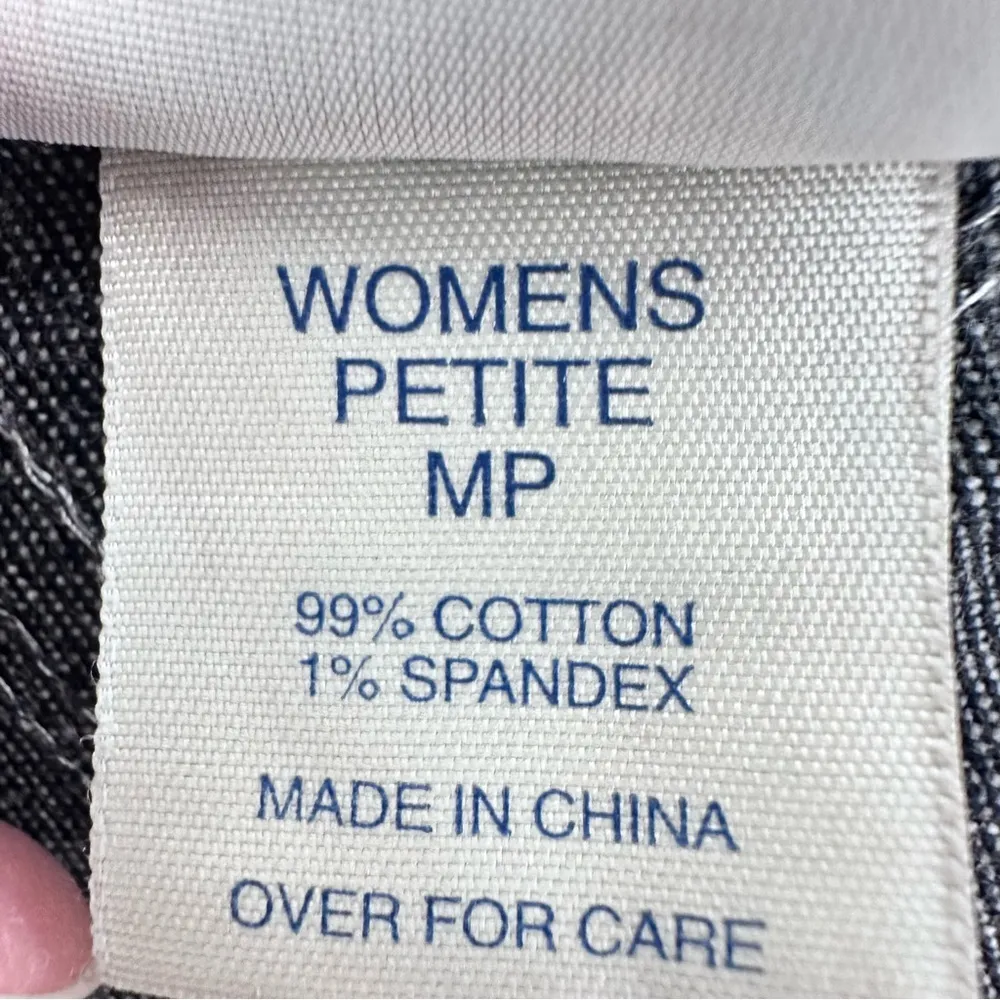 WOMENS
PETITE
MP
99% COTTON
1% SPANDEX
MADE IN CHINA
OVER FOR CARE